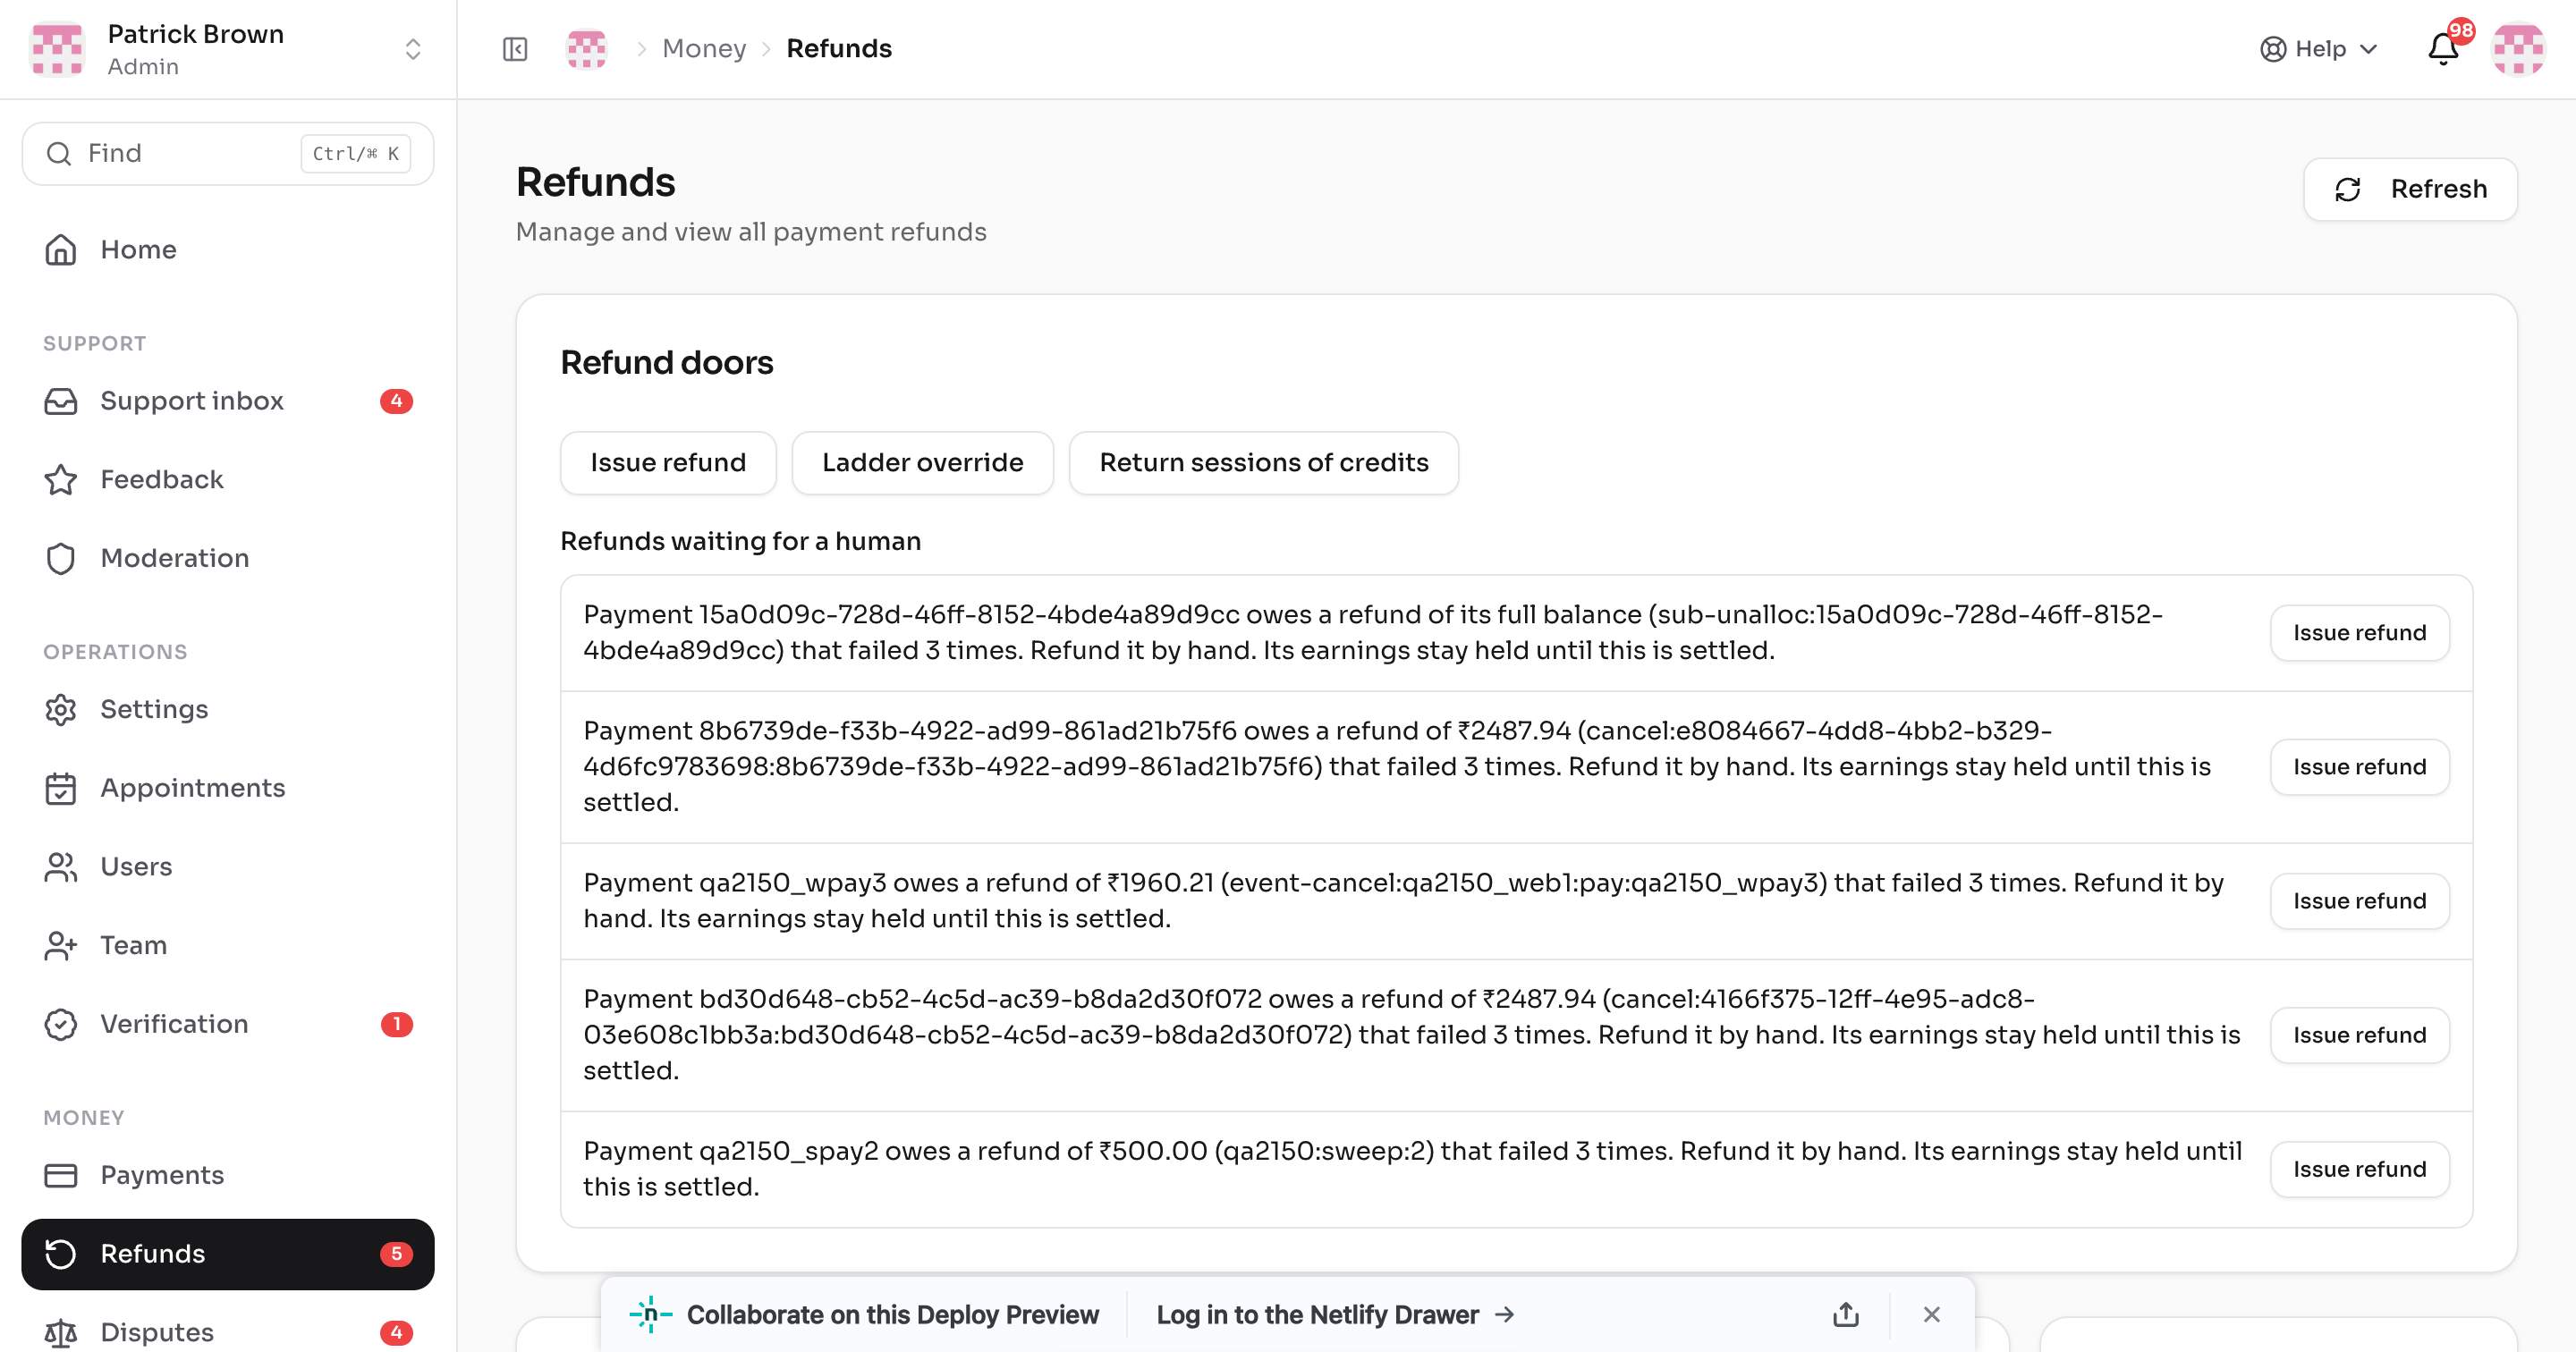 Patrick Brown
Admin
Find
Ctrl/⌘ K
Home
SUPPORT
Support inbox
4
Feedback
Moderation
OPERATIONS
Settings
Appointments
Users
Team
Verification
1
MONEY
Payments
Refunds
5
Disputes
4
Money
Refunds
Help
98
Refunds
Manage and view all payment refunds
Refresh
Refund doors
Issue refund
Ladder override
Return sessions of credits
Refunds waiting for a human
Payment 15a0d09c-728d-46ff-8152-4bde4a89d9cc owes a refund of its full balance (sub-unalloc:15a0d09c-728d-46ff-8152-
4bde4a89d9cc) that failed 3 times. Refund it by hand. Its earnings stay held until this is settled.
Issue refund
Payment 8b6739de-f33b-4922-ad99-861ad21b75f6 owes a refund of ₹2487.94 (cancel:e8084667-4dd8-4bb2-b329-
4d6fc9783698:8b6739de-f33b-4922-ad99-861ad21b75f6) that failed 3 times. Refund it by hand. Its earnings stay held until this is
settled.
Issue refund
Payment qa2150_wpay3 owes a refund of ₹1960.21 (event-cancel:qa2150_web1:pay:qa2150_wpay3) that failed 3 times. Refund it by
hand. Its earnings stay held until this is settled.
Issue refund
Payment bd30d648-cb52-4c5d-ac39-b8da2d30f072 owes a refund of ₹2487.94 (cancel:4166f375-12ff-4e95-adc8-
03e608c1bb3a:bd30d648-cb52-4c5d-ac39-b8da2d30f072) that failed 3 times. Refund it by hand. Its earnings stay held until this is
settled.
Issue refund
Payment qa2150_spay2 owes a refund of ₹500.00 (qa2150:sweep:2) that failed 3 times. Refund it by hand. Its earnings stay held until
this is settled.
Issue refund
Collaborate on this Deploy Preview
Log in to the Netlify Drawer →